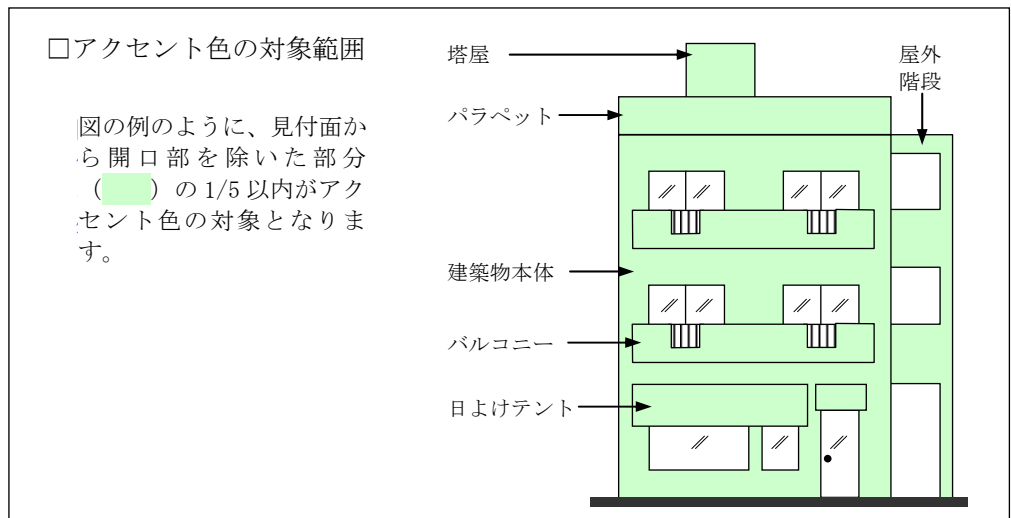 □アクセント色の対象範囲
図の例のように、見付面か
ら開口部を除いた部分
（　　）の 1/5 以内がアク
セント色の対象となりま
す。
塔屋
屋外
階段
パラペット
建築物本体
バルコニー
日よけテント